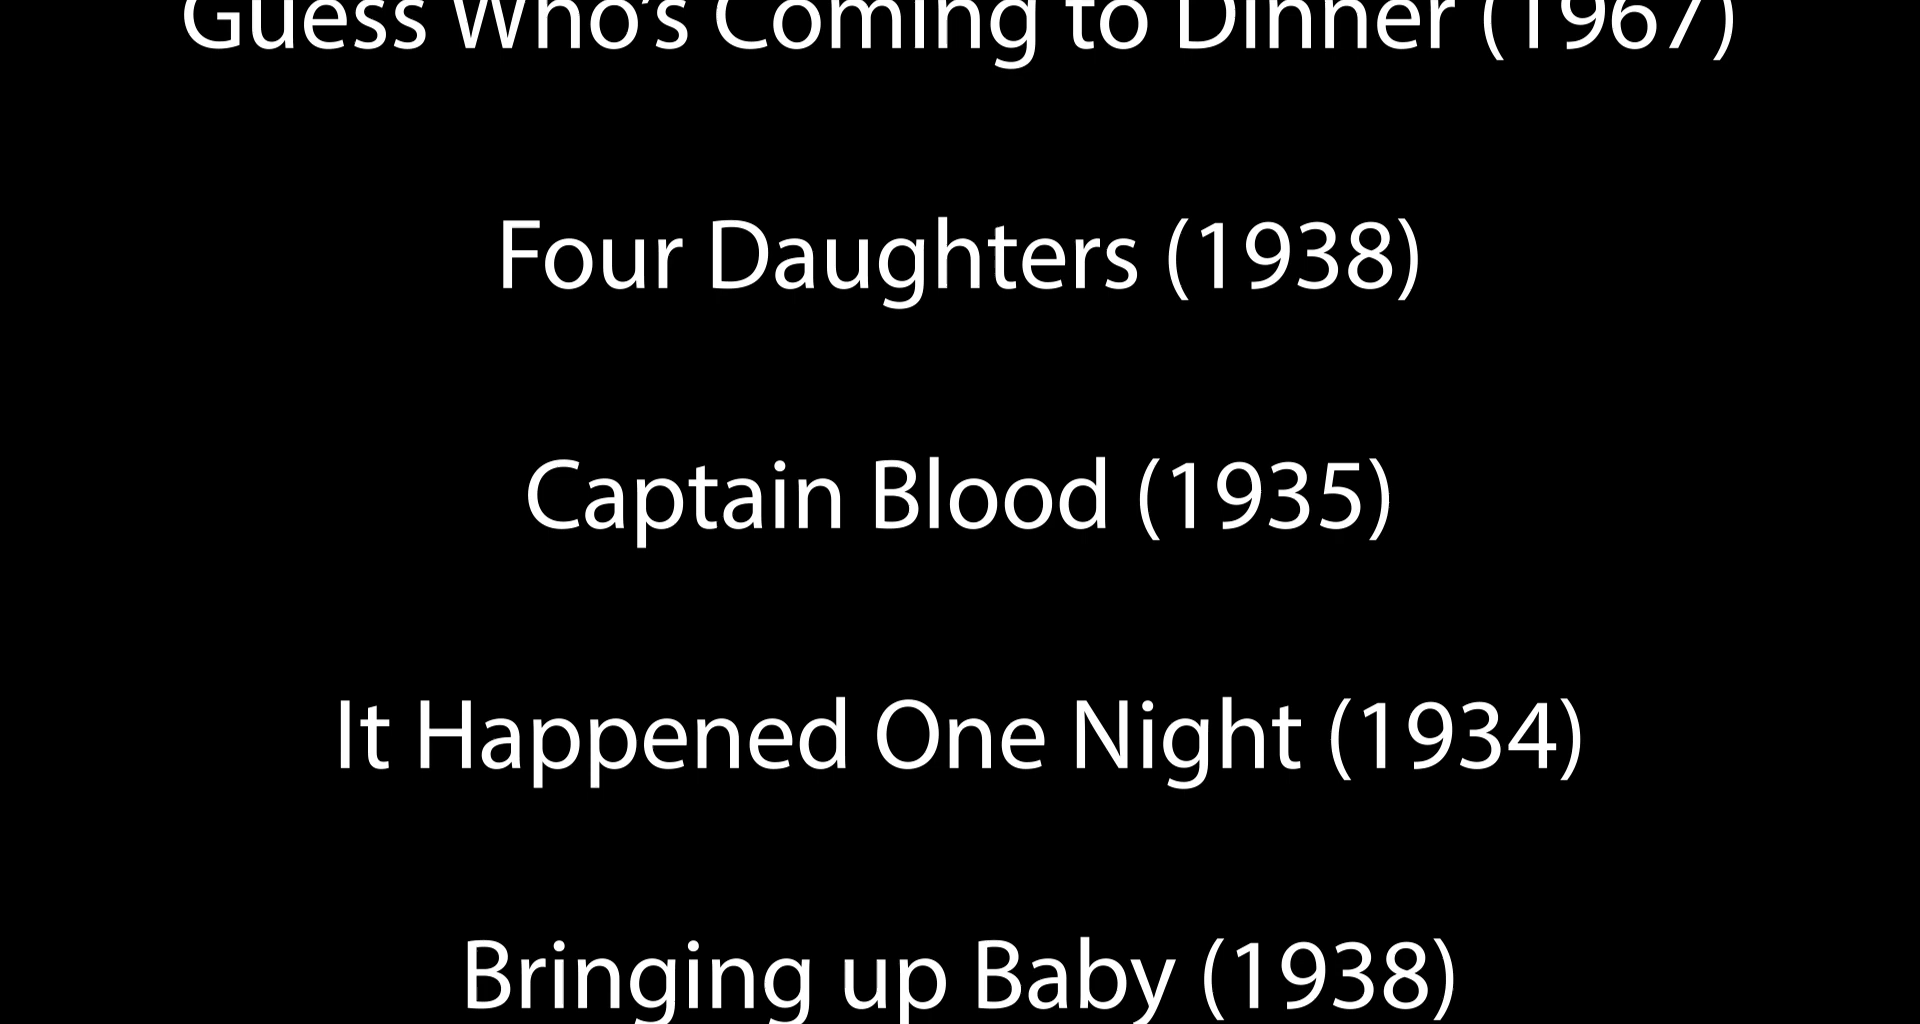 Guess Who’s Coming to Dinner (1967)
Four Daughters (1938)
Captain Blood (1935)
It Happened One Night (1934)
Bringing up Baby (1938)